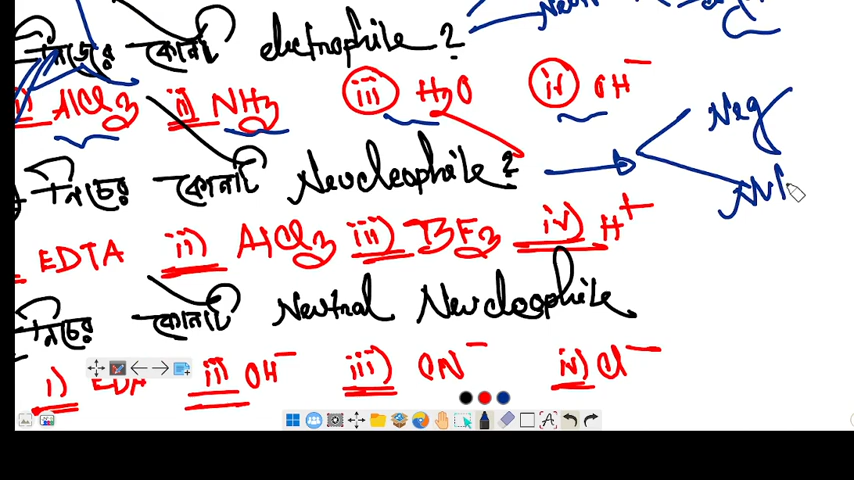 নিচের কোনটি electrophile ?
i) AlCl3 ii) NH3 iii) H2O iv) OH−
নিচের কোনটি Neucleophile ? Neg
i) EDTA ii) AlCl3 iii) BF3 iv) H+
নিচের কোনটি Neutral Neucleophile
i) EDA ii) OH− iii) CN− iv) Cl−